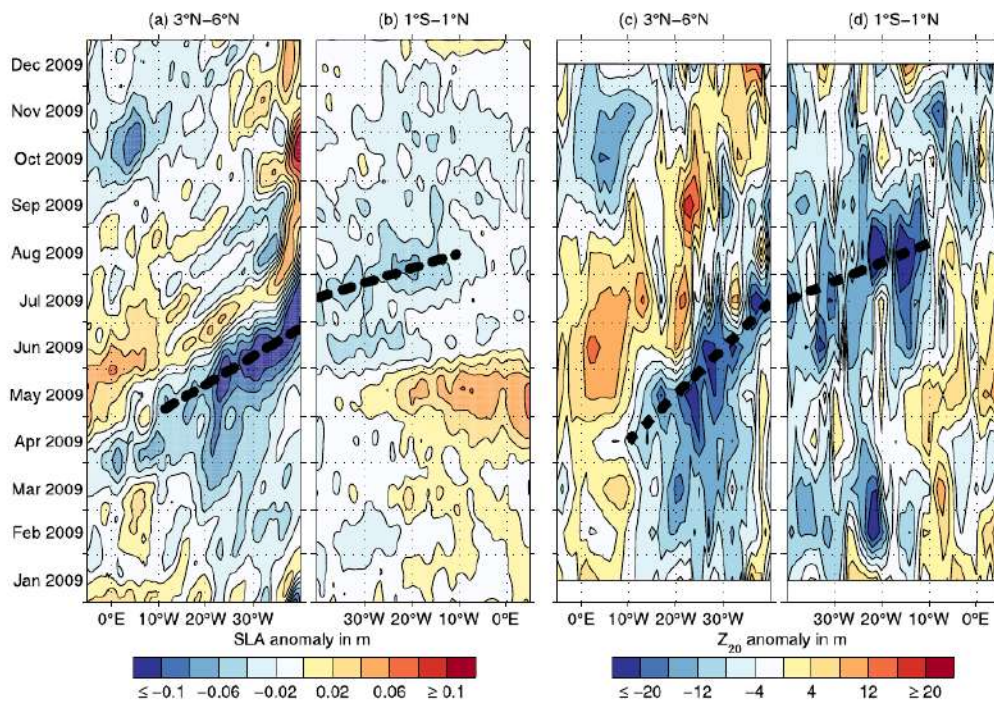 (a) 3°N−6°N (b) 1°S−1°N (c) 3°N−6°N (d) 1°S−1°N
Dec 2009
Nov 2009
Oct 2009
Sep 2009
Aug 2009
Jul 2009
Jun 2009
May 2009
Apr 2009
Mar 2009
Feb 2009
Jan 2009
0°E 10°W 20°W 30°W 30°W 20°W 10°W 0°E 0°E 10°W 20°W 30°W 30°W 20°W 10°W 0°E
SLA anomaly in m Z20 anomaly in m
≤ −0.1 −0.06 −0.02 0.02 0.06 ≥ 0.1 ≤ −20 −12 −4 4 12 ≥ 20